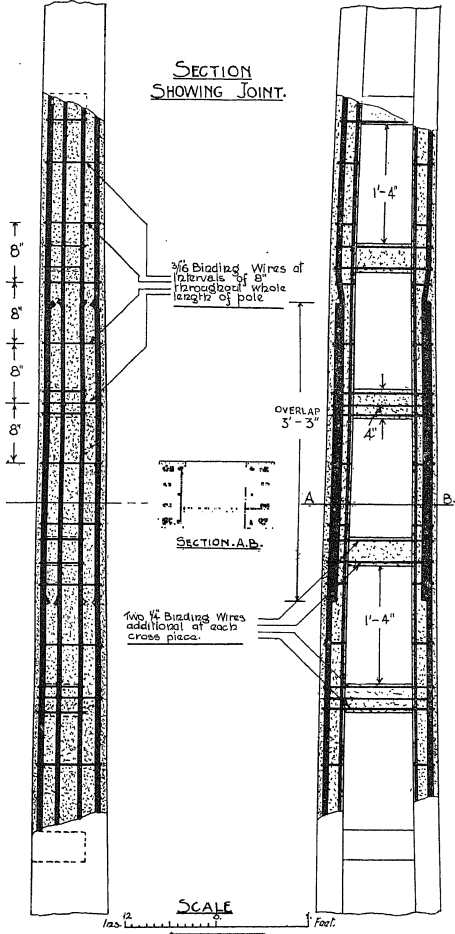 SECTION
SHOWING JOINT.
1'-4"
8"
8"
8"
8"
3/16 Binding Wires at
Intervals of 8"
throughout whole
length of pole
OVERLAP
3'-3"
4"
A
B.
SECTION.A.B.
Two ¼" Binding Wires
additional at each
cross piece.
1'-4"
SCALE
Ins. 12 6. 1 Feet.